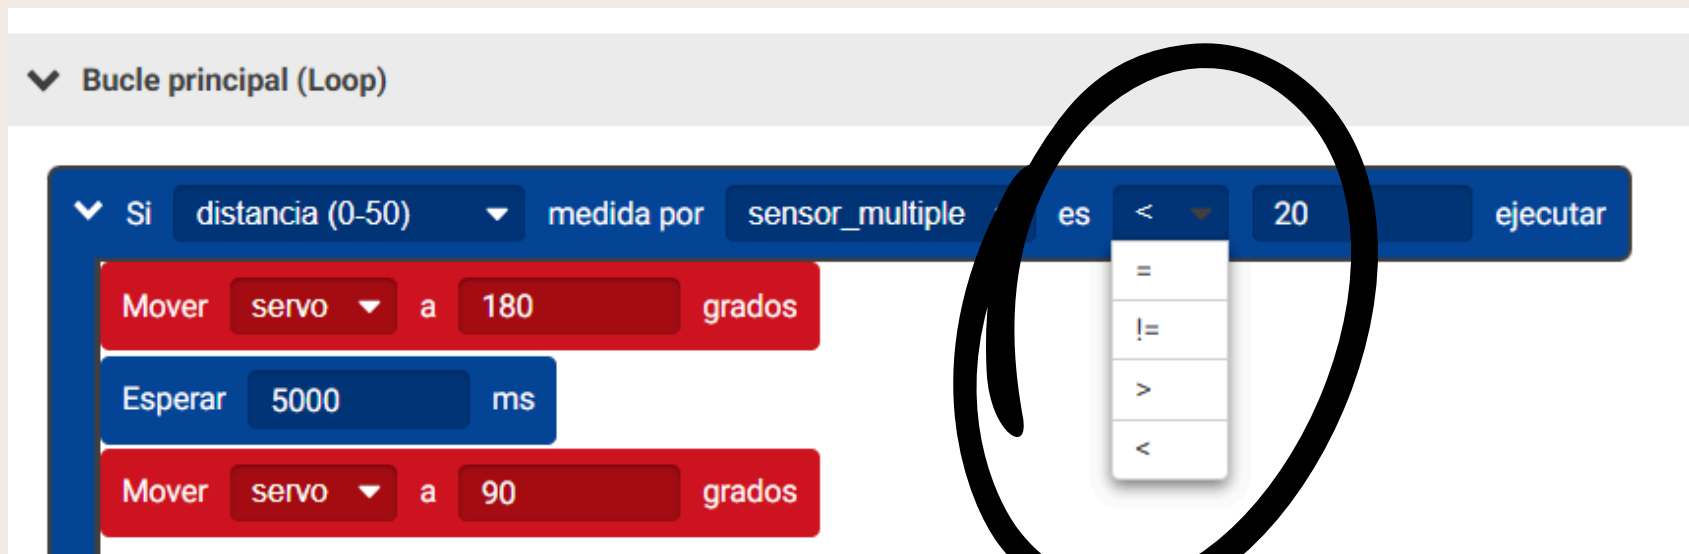 Bucle principal (Loop)
Si distancia (0-50) medida por sensor_multiple es < 20 ejecutar
=
!=
>
<
Mover servo a 180 grados
Esperar 5000 ms
Mover servo a 90 grados